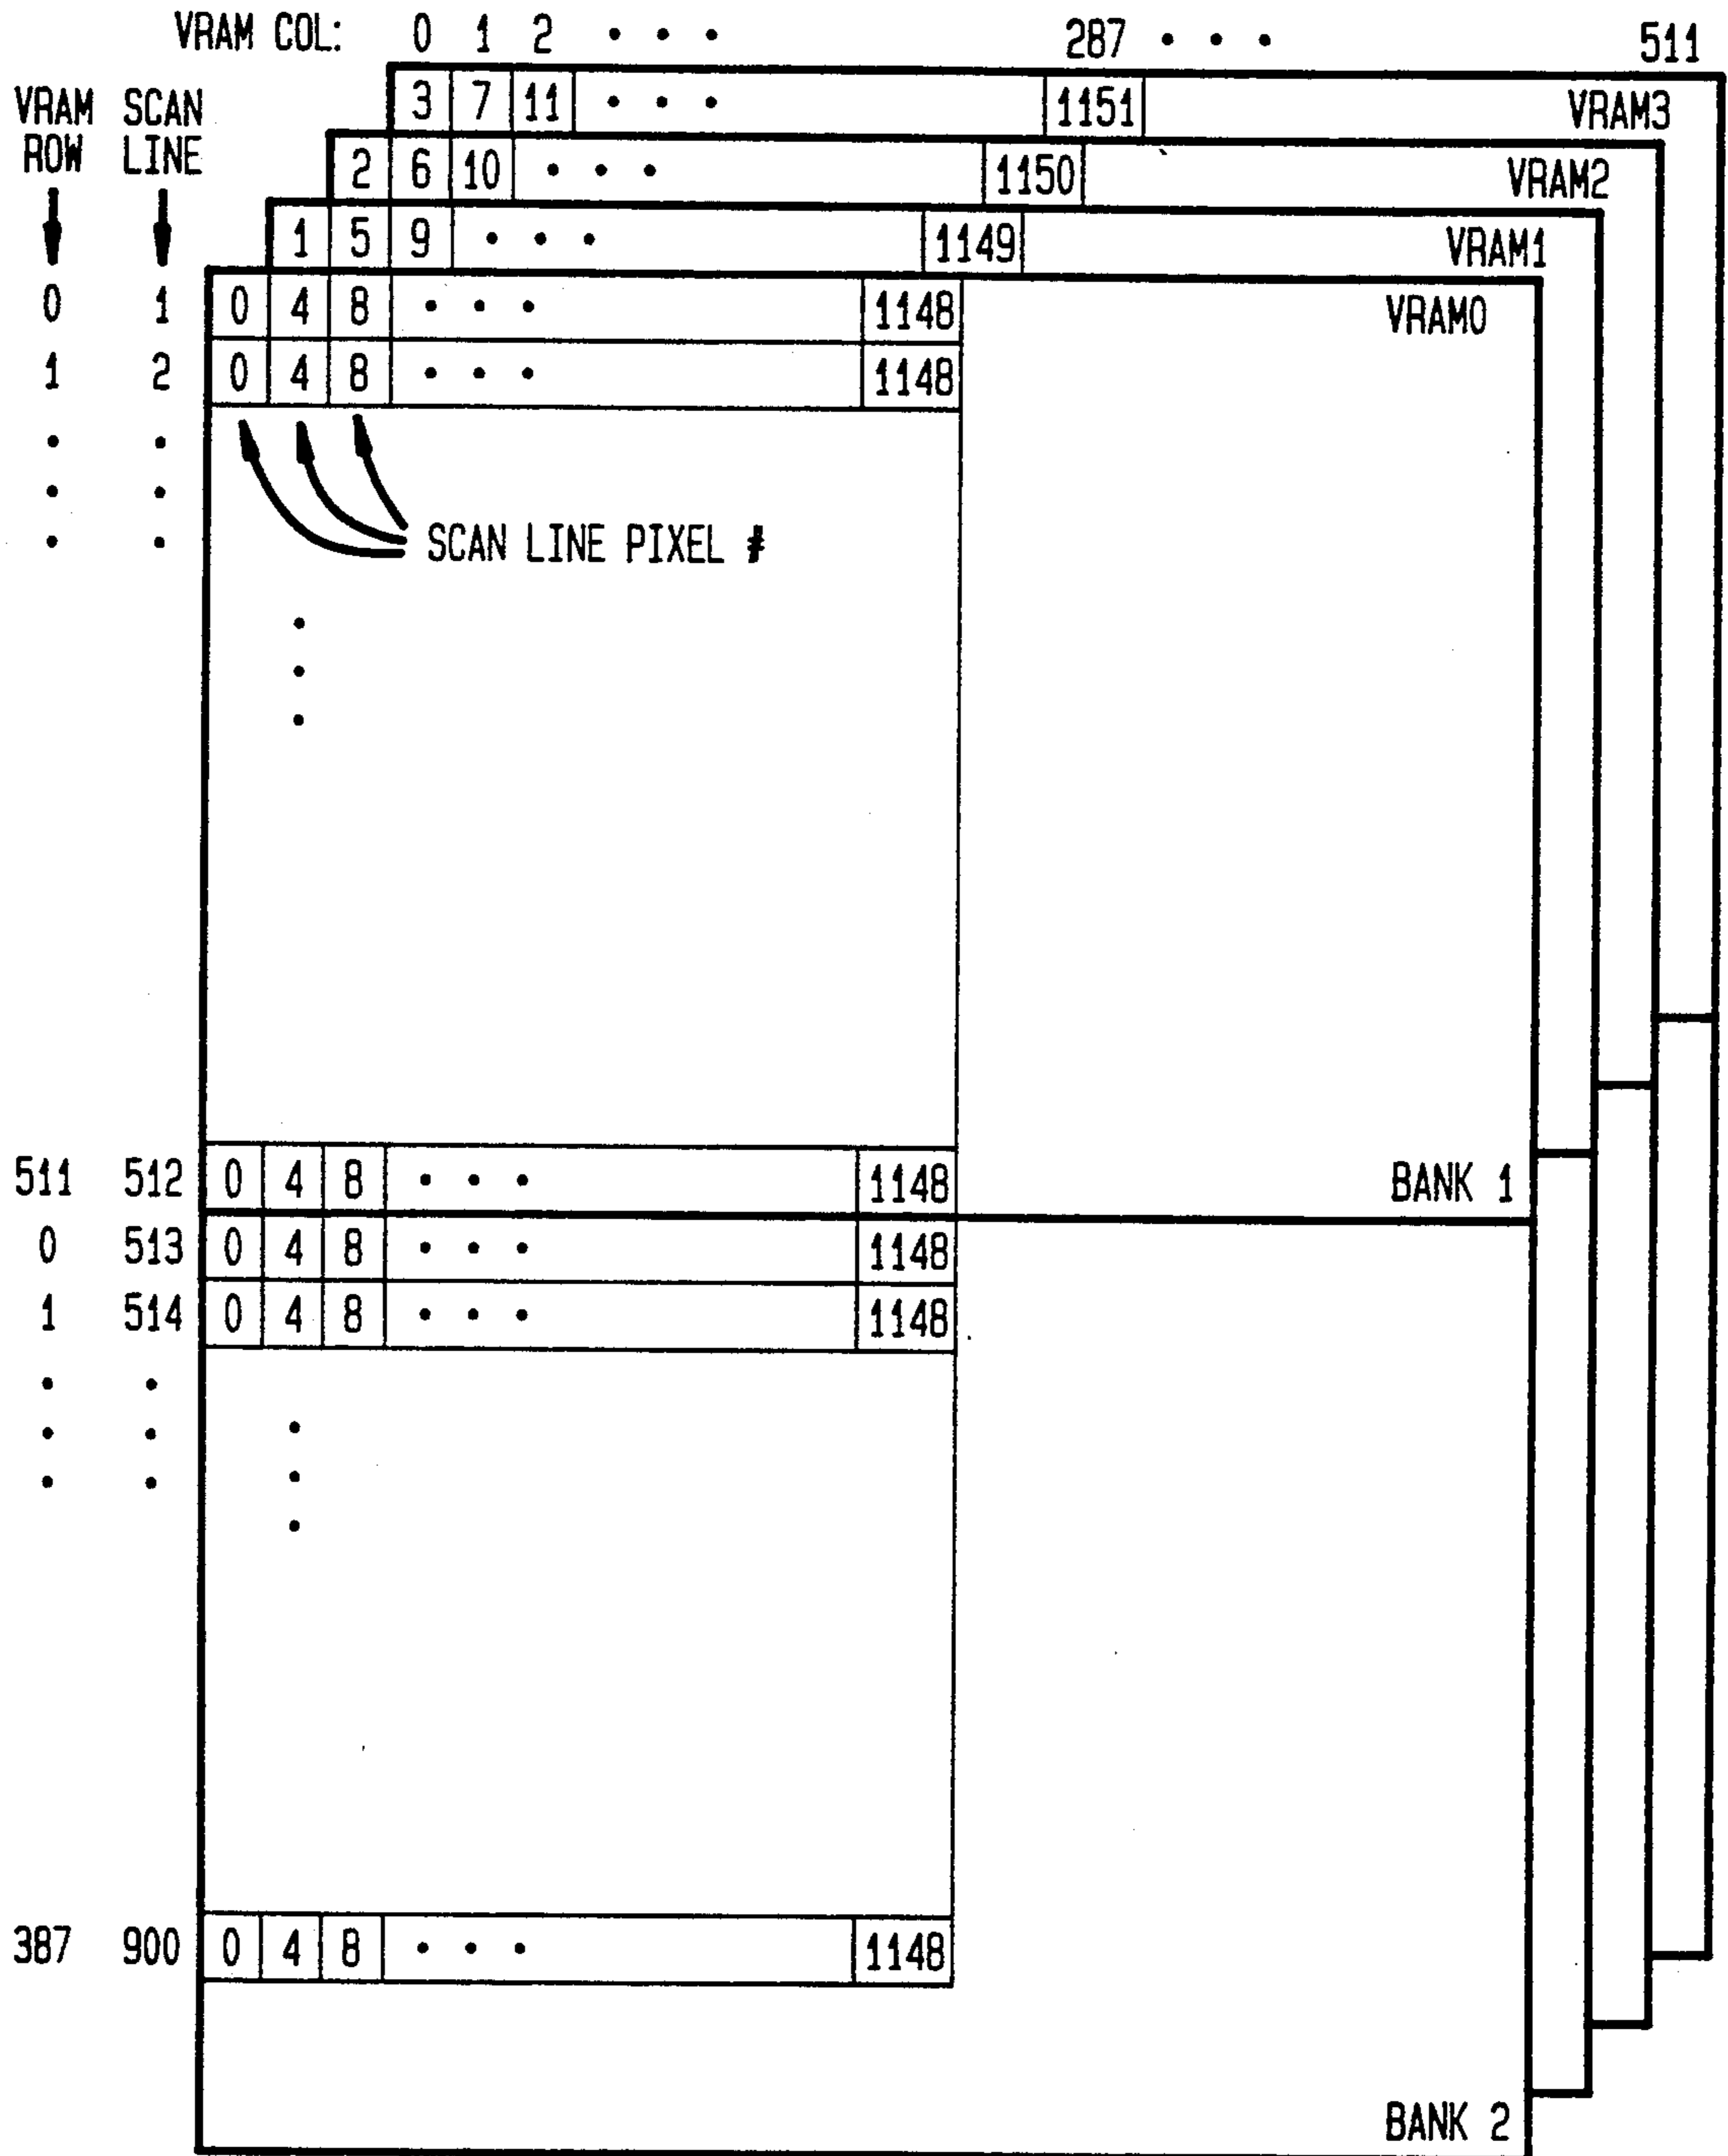 VRAM COL: 0 1 2 • • • 287 • • • 511
VRAM SCAN
ROW LINE
3 7 11 • • • 1151 VRAM3
2 6 10 • • • 1150 VRAM2
1 5 9 • • • 1149 VRAM1
0 1 0 4 8 • • • 1148 VRAM0
1 2 0 4 8 • • • 1148
SCAN LINE PIXEL #
511 512 0 4 8 • • • 1148 BANK 1
0 513 0 4 8 • • • 1148
1 514 0 4 8 • • • 1148
387 900 0 4 8 • • • 1148
BANK 2